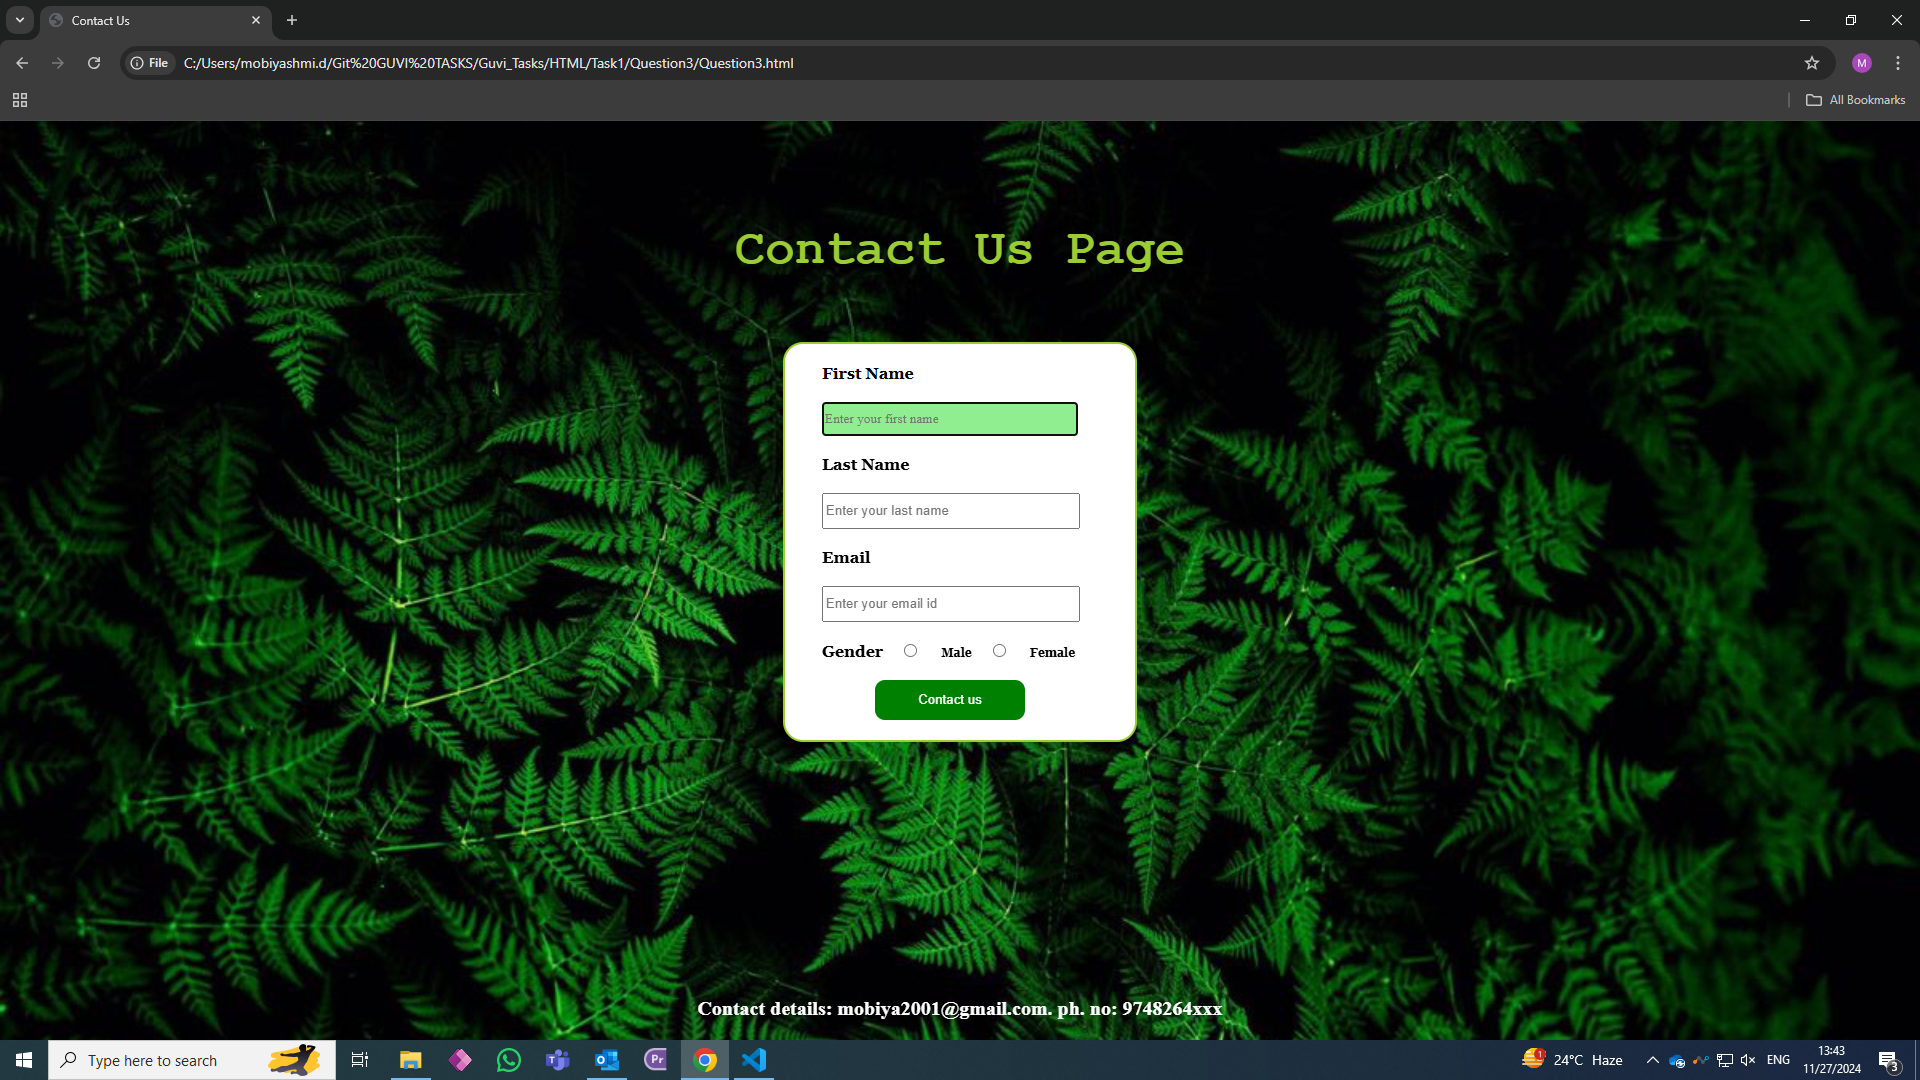 Contact Us
File C:/Users/mobiyashmi.d/Git%20GUVI%20TASKS/Guvi_Tasks/HTML/Task1/Question3/Question3.html
M
All Bookmarks
Contact Us Page
First Name
Enter your first name
Last Name
Enter your last name
Email
Enter your email id
Gender Male Female
Contact us
Contact details: mobiya2001@gmail.com. ph. no: 9748264xxx
Type here to search
Pr
1
24°C Haze
ENG
13:43
11/27/2024
3